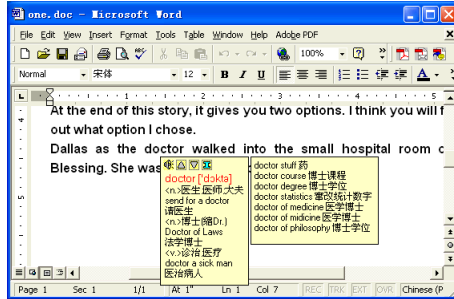 one.doc - Microsoft Word
File Edit View Insert Format Tools Table Window Help Adobe PDF
100%
Normal 宋体 12 B I U A
1 2 3 4 5
At the end of this story, it gives you two options. I think you will f
out what option I chose.
Dallas as the doctor walked into the small hospital room
Blessing. She was
doctor ['dɔktə]
<n.>医生,医师,大夫
send for a doctor
请医生
<n.>博士(缩Dr.)
Doctor of Laws
法学博士
<v.>诊治,医疗
doctor a sick man
医治病人
doctor stuff 药
doctor course 博士课程
doctor degree 博士学位
doctor statistics 窜改统计数字
doctor of medicine 医学博士
doctor of midicine 医学博士
doctor of philosophy 博士学位
Page 1 Sec 1 1/1 At 1" Ln 1 Col 7 REC TRK EXT OVR Chinese (P